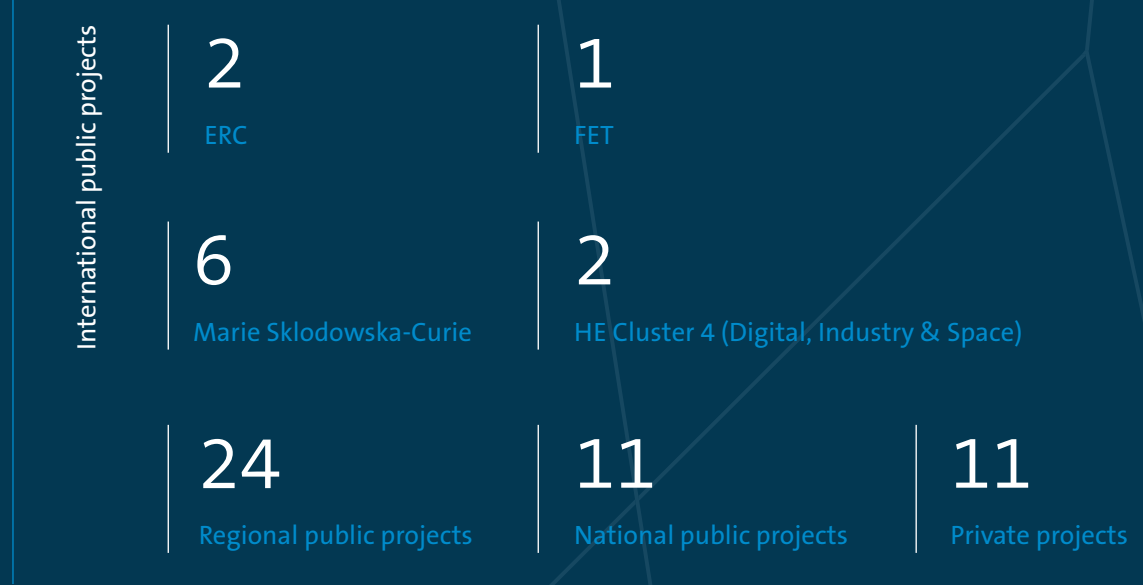 International public projects
2
ERC
1
FET
6
Marie Sklodowska-Curie
2
HE Cluster 4 (Digital, Industry & Space)
24
Regional public projects
11
National public projects
11
Private projects